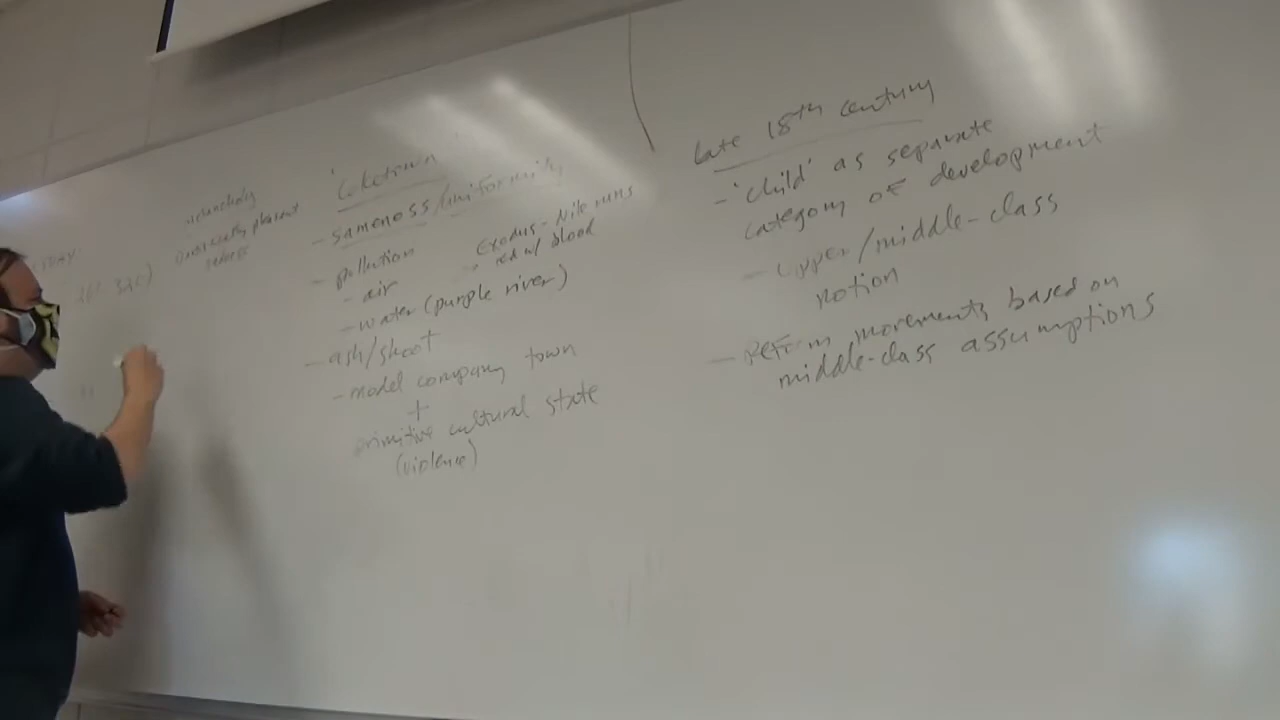 melancholy
'Coketown'
- sameness/uniformity
- pollution
- air
- water (purple river)
Exodus - Nile runs
red w/ blood
- ash/shoot
- model company town
+
primitive cultural state
(violence)
late 18th century
- 'child' as separate
category of development
- upper/middle-class
notion
- reform movements based on
middle-class assumptions